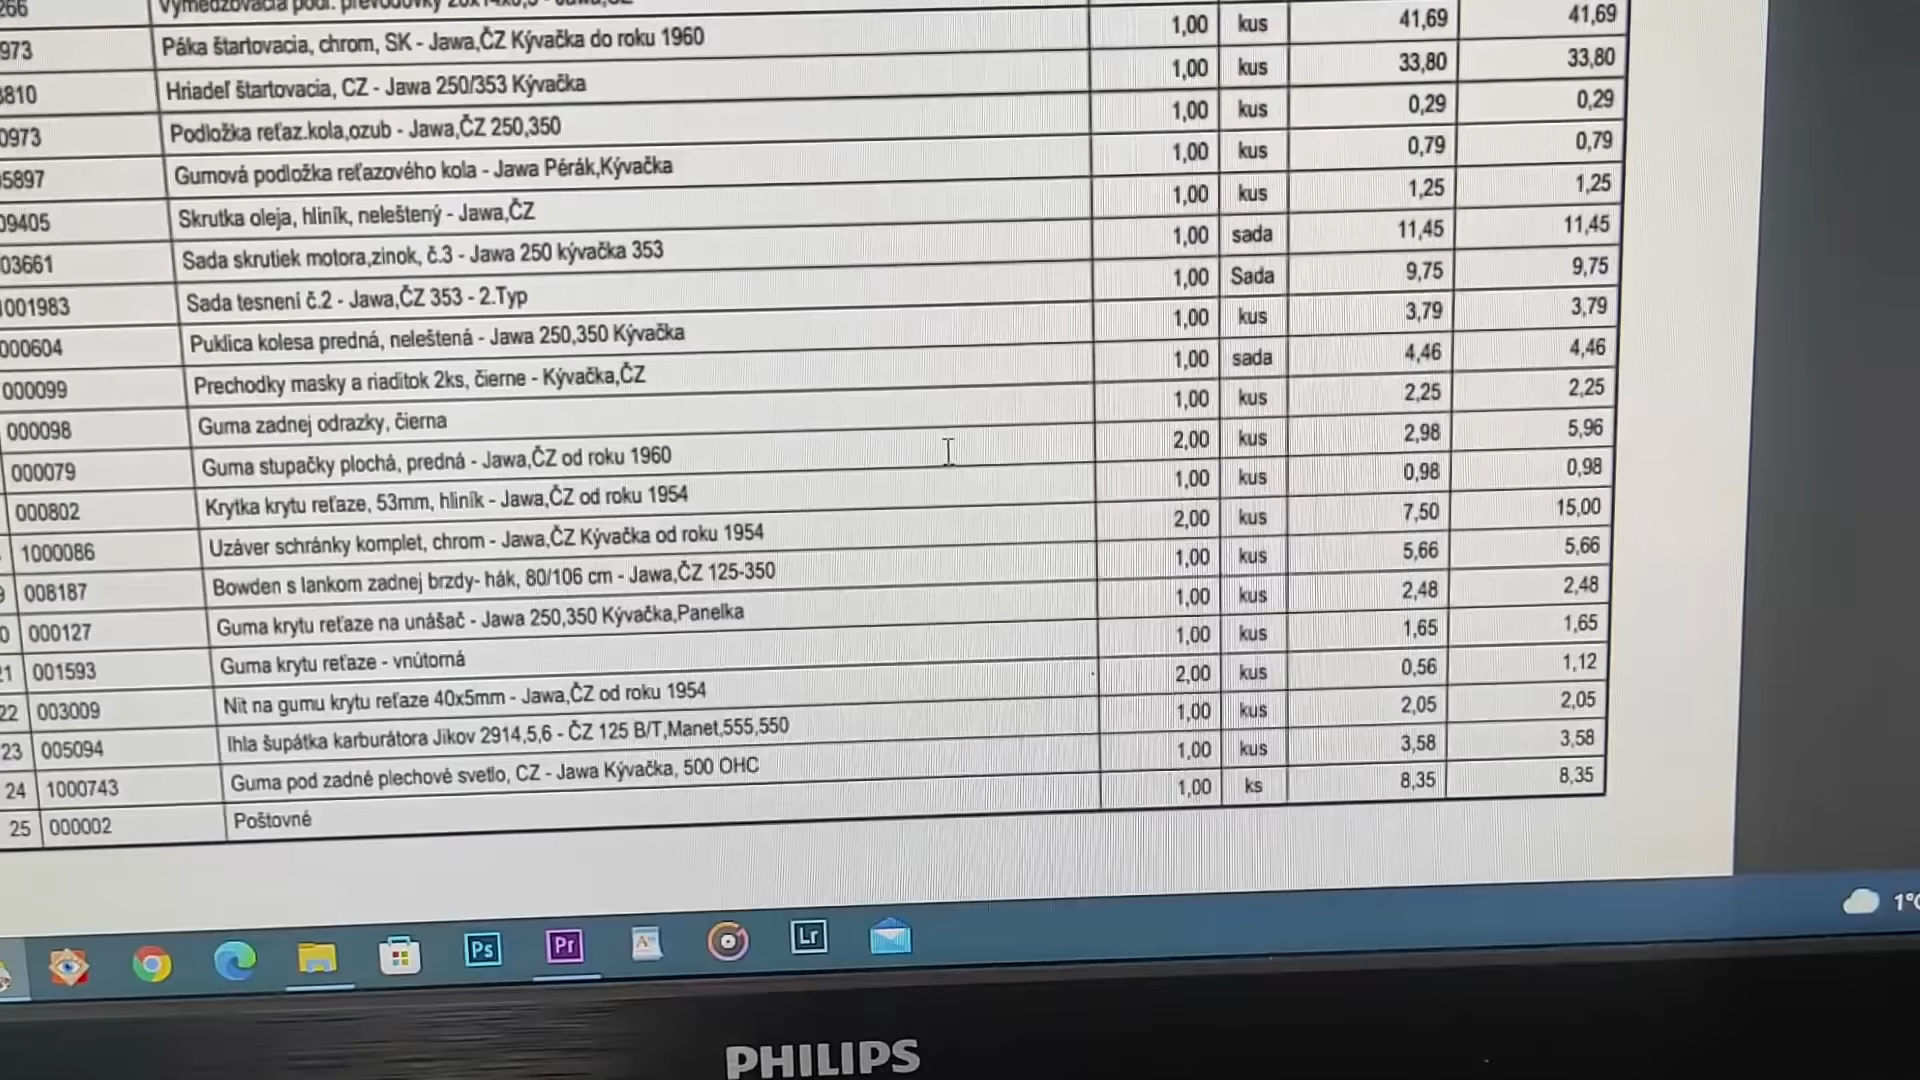 266 Vymedzovacia podl. prevodovky 20x14x0,5 - Jawa,ČZ
973 Páka štartovacia, chrom, SK - Jawa,ČZ Kývačka do roku 1960 1,00 kus 41,69 41,69
3810 Hriadeľ štartovacia, CZ - Jawa 250/353 Kývačka 1,00 kus 33,80 33,80
0973 Podložka reťaz.kola,ozub - Jawa,ČZ 250,350 1,00 kus 0,29 0,29
5897 Gumová podložka reťazového kola - Jawa Pérák,Kývačka 1,00 kus 0,79 0,79
09405 Skrutka oleja, hliník, neleštený - Jawa,ČZ 1,00 kus 1,25 1,25
03661 Sada skrutiek motora,zinok, č.3 - Jawa 250 kývačka 353 1,00 sada 11,45 11,45
1001983 Sada tesnení č.2 - Jawa,ČZ 353 - 2.Typ 1,00 Sada 9,75 9,75
000604 Puklica kolesa predná, neleštená - Jawa 250,350 Kývačka 1,00 kus 3,79 3,79
000099 Prechodky masky a riadítok 2ks, čierne - Kývačka,ČZ 1,00 sada 4,46 4,46
000098 Guma zadnej odrazky, čierna 1,00 kus 2,25 2,25
000079 Guma stupačky plochá, predná - Jawa,ČZ od roku 1960 2,00 kus 2,98 5,96
000802 Krytka krytu reťaze, 53mm, hliník - Jawa,ČZ od roku 1954 1,00 kus 0,98 0,98
1000086 Uzáver schránky komplet, chrom - Jawa,ČZ Kývačka od roku 1954 2,00 kus 7,50 15,00
9 008187 Bowden s lankom zadnej brzdy- hák, 80/106 cm - Jawa,ČZ 125-350 1,00 kus 5,66 5,66
0 000127 Guma krytu reťaze na unášač - Jawa 250,350 Kývačka,Panelka 1,00 kus 2,48 2,48
21 001593 Guma krytu reťaze - vnútorná 1,00 kus 1,65 1,65
22 003009 Nit na gumu krytu reťaze 40x5mm - Jawa,ČZ od roku 1954 2,00 kus 0,56 1,12
23 005094 Ihla šupátka karburátora Jikov 2914,5,6 - ČZ 125 B/T,Manet,555,550 1,00 kus 2,05 2,05
24 1000743 Guma pod zadné plechové svetlo, CZ - Jawa Kývačka, 500 OHC 1,00 kus 3,58 3,58
25 000002 Poštovné 1,00 ks 8,35 8,35
Ps Pr Lr 1°C
PHILIPS